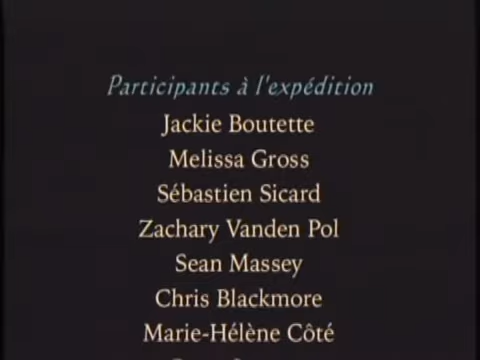 Participants à l'expédition
Jackie Boutette
Melissa Gross
Sébastien Sicard
Zachary Vanden Pol
Sean Massey
Chris Blackmore
Marie-Hélène Côté